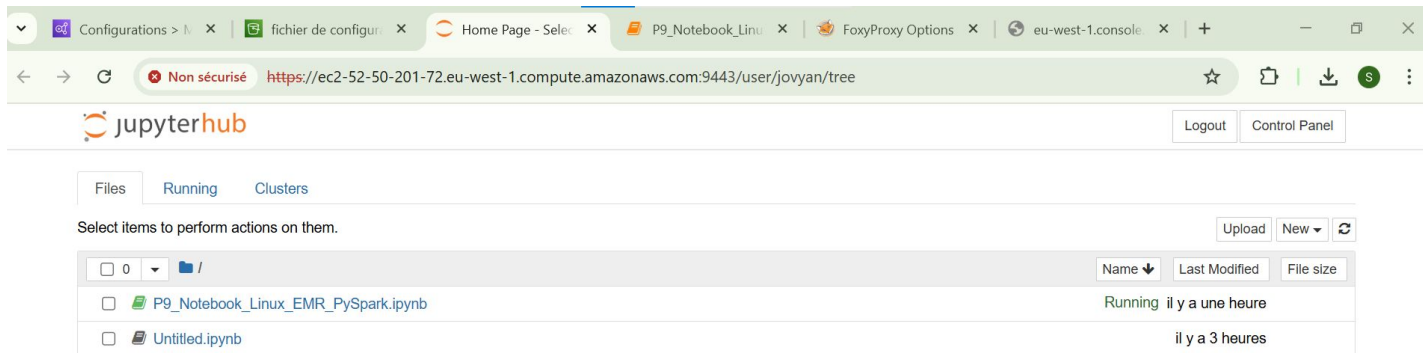 Configurations > N
fichier de configura
Home Page - Selec
P9_Notebook_Linu
FoxyProxy Options
eu-west-1.console.
Non sécurisé https://ec2-52-50-201-72.eu-west-1.compute.amazonaws.com:9443/user/jovyan/tree
S
jupyterhub
Logout Control Panel
Files Running Clusters
Select items to perform actions on them.
Upload New
0 /
Name Last Modified File size
P9_Notebook_Linux_EMR_PySpark.ipynb Running il y a une heure
Untitled.ipynb il y a 3 heures